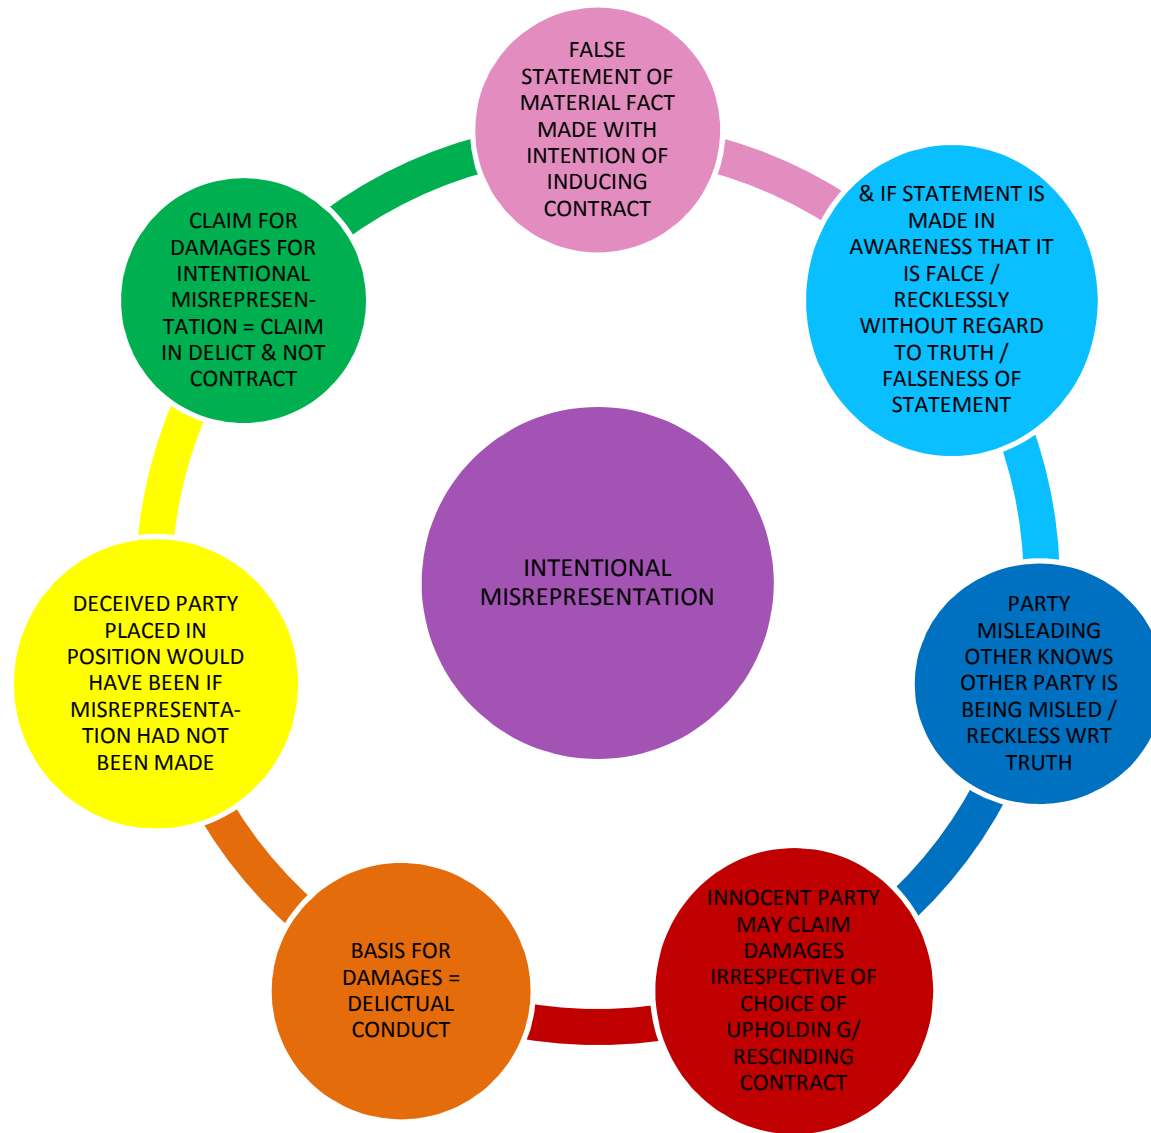 FALSE
STATEMENT OF
MATERIAL FACT
MADE WITH
INTENTION OF
INDUCING
CONTRACT
& IF STATEMENT IS
MADE IN
AWARENESS THAT IT
IS FALCE /
RECKLESSLY
WITHOUT REGARD
TO TRUTH /
FALSENESS OF
STATEMENT
PARTY
MISLEADING
OTHER KNOWS
OTHER PARTY IS
BEING MISLED /
RECKLESS WRT
TRUTH
INNOCENT PARTY
MAY CLAIM
DAMAGES
IRRESPECTIVE OF
CHOICE OF
UPHOLDIN G/
RESCINDING
CONTRACT
BASIS FOR
DAMAGES =
DELICTUAL
CONDUCT
DECEIVED PARTY
PLACED IN
POSITION WOULD
HAVE BEEN IF
MISREPRESENTA-
TION HAD NOT
BEEN MADE
CLAIM FOR
DAMAGES FOR
INTENTIONAL
MISREPRESEN-
TATION = CLAIM
IN DELICT & NOT
CONTRACT
INTENTIONAL
MISREPRESENTATION